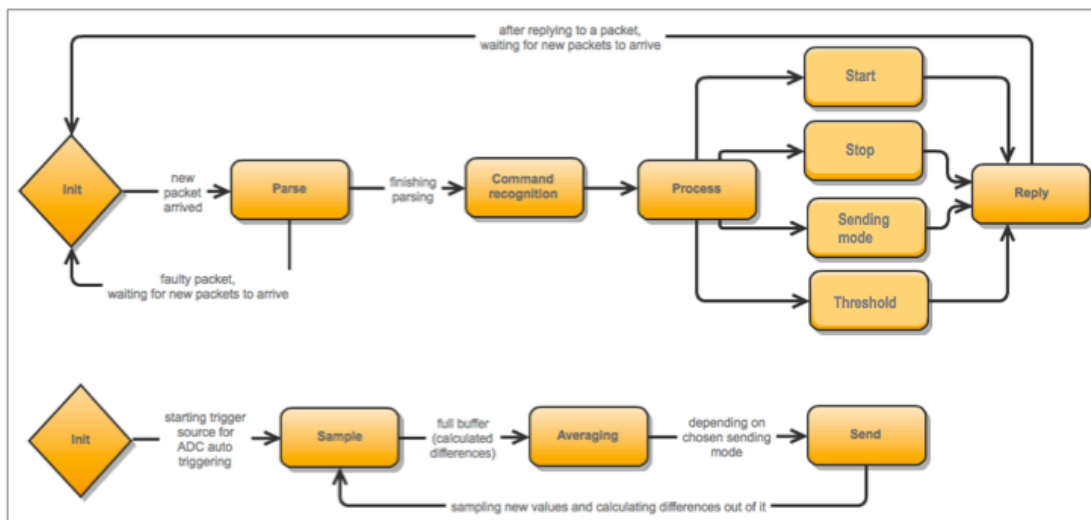 after replying to a packet,
waiting for new packets to arrive
Start
Stop
Init
new
packet
arrived
Parse
finishing
parsing
Command
recognition
Process
Reply
Sending
mode
faulty packet,
waiting for new packets to arrive
Threshold
Init
starting trigger
source for
ADC auto
triggering
Sample
full buffer
(calculated
differences)
Averaging
depending on
chosen sending
mode
Send
sampling new values and calculating differences out of it